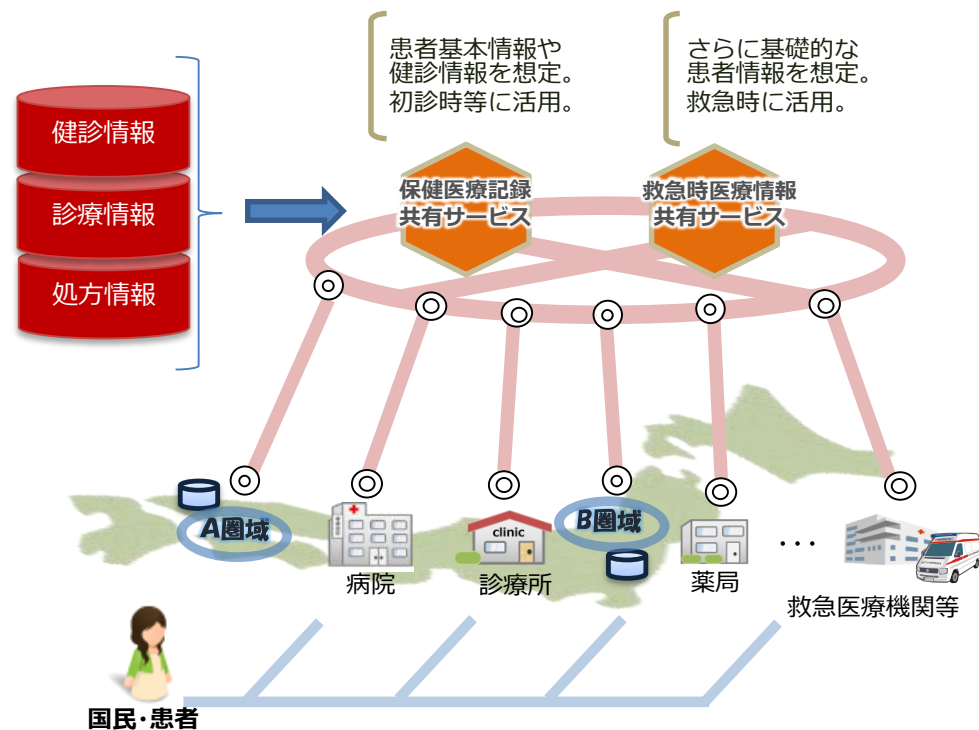 患者基本情報や
健診情報を想定。
初診時等に活用。
さらに基礎的な
患者情報を想定。
救急時に活用。
健診情報
診療情報
処方情報
保健医療記録
共有サービス
救急時医療情報
共有サービス
A圏域
病院
clinic
診療所
B圏域
薬局
･･･
救急医療機関等
国民･患者